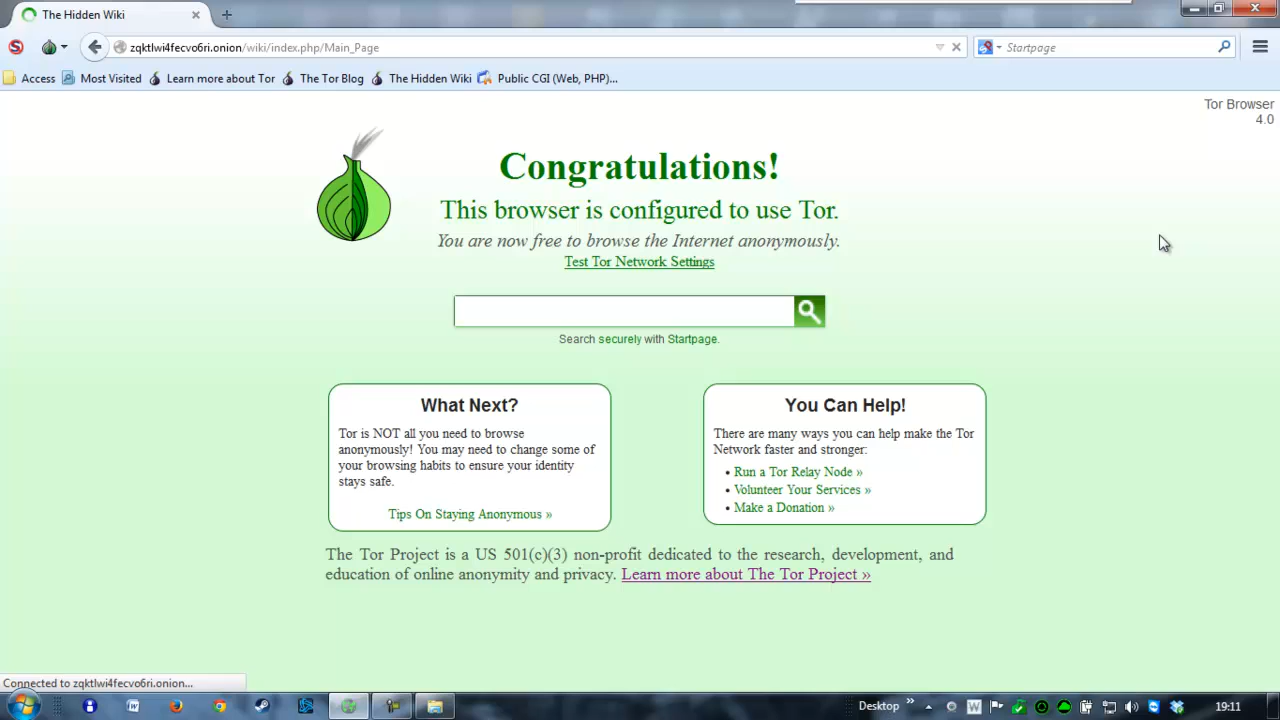 The Hidden Wiki
zqktlwi4fecvo6ri.onion/wiki/index.php/Main_Page
Startpage
Access
Most Visited
Learn more about Tor
The Tor Blog
The Hidden Wiki
Public CGI (Web, PHP)...
Tor Browser
4.0
Congratulations!
This browser is configured to use Tor.
You are now free to browse the Internet anonymously.
Test Tor Network Settings
Search securely with Startpage.
What Next?
Tor is NOT all you need to browse
anonymously! You may need to change some of
your browsing habits to ensure your identity
stays safe.
Tips On Staying Anonymous »
You Can Help!
There are many ways you can help make the Tor
Network faster and stronger:
• Run a Tor Relay Node »
• Volunteer Your Services »
• Make a Donation »
The Tor Project is a US 501(c)(3) non-profit dedicated to the research, development, and
education of online anonymity and privacy. Learn more about The Tor Project »
Connected to zqktlwi4fecvo6ri.onion...
Desktop »
19:11